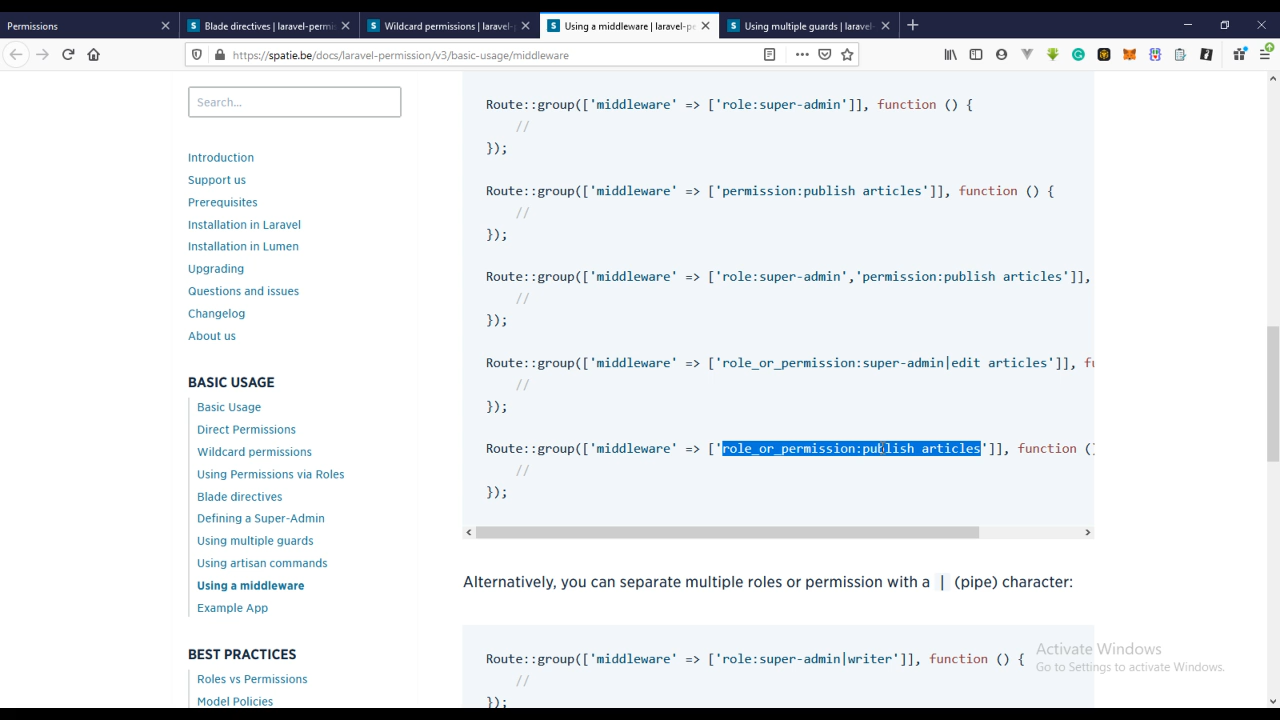 Permissions
Blade directives | laravel-permis
Wildcard permissions | laravel-
Using a middleware | laravel-pe
Using multiple guards | laravel-
https://spatie.be/docs/laravel-permission/v3/basic-usage/middleware
Search...
Introduction
Support us
Prerequisites
Installation in Laravel
Installation in Lumen
Upgrading
Questions and issues
Changelog
About us
BASIC USAGE
Basic Usage
Direct Permissions
Wildcard permissions
Using Permissions via Roles
Blade directives
Defining a Super-Admin
Using multiple guards
Using artisan commands
Using a middleware
Example App
BEST PRACTICES
Roles vs Permissions
Model Policies
Route::group(['middleware' => ['role:super-admin']], function () {
//
});
Route::group(['middleware' => ['permission:publish articles']], function () {
//
});
Route::group(['middleware' => ['role:super-admin','permission:publish articles']],
//
});
Route::group(['middleware' => ['role_or_permission:super-admin|edit articles']], fu
//
});
Route::group(['middleware' => ['role_or_permission:publish articles']], function ()
//
});
Alternatively, you can separate multiple roles or permission with a | (pipe) character:
Route::group(['middleware' => ['role:super-admin|writer']], function () {
//
});
Activate Windows
Go to Settings to activate Windows.